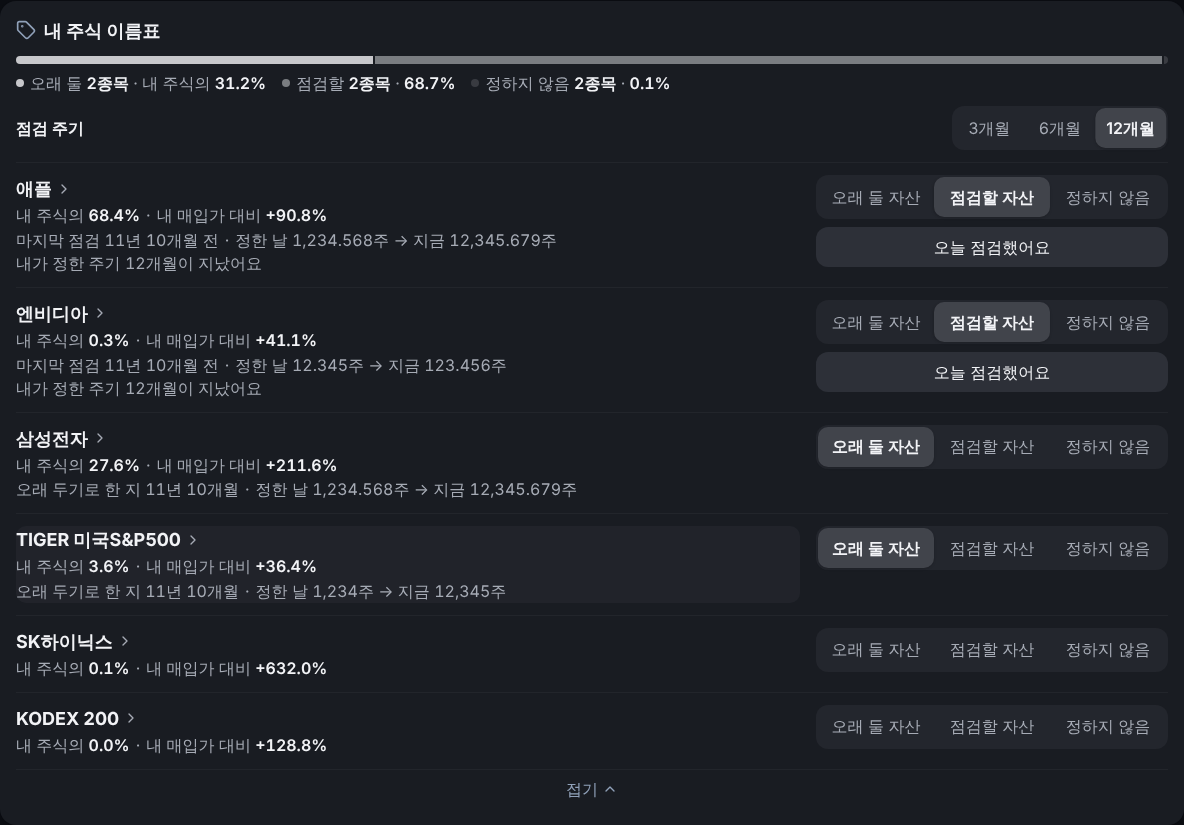 내 주식 이름표
오래 둘 2종목 · 내 주식의 31.2% 점검할 2종목 · 68.7% 정하지 않음 2종목 · 0.1%
점검 주기 3개월 6개월 12개월
애플
내 주식의 68.4% · 내 매입가 대비 +90.8%
마지막 점검 11년 10개월 전 · 정한 날 1,234.568주 → 지금 12,345.679주
내가 정한 주기 12개월이 지났어요
오래 둘 자산 점검할 자산 정하지 않음
오늘 점검했어요
엔비디아
내 주식의 0.3% · 내 매입가 대비 +41.1%
마지막 점검 11년 10개월 전 · 정한 날 12.345주 → 지금 123.456주
내가 정한 주기 12개월이 지났어요
오래 둘 자산 점검할 자산 정하지 않음
오늘 점검했어요
삼성전자
내 주식의 27.6% · 내 매입가 대비 +211.6%
오래 두기로 한 지 11년 10개월 · 정한 날 1,234.568주 → 지금 12,345.679주
오래 둘 자산 점검할 자산 정하지 않음
TIGER 미국S&P500
내 주식의 3.6% · 내 매입가 대비 +36.4%
오래 두기로 한 지 11년 10개월 · 정한 날 1,234주 → 지금 12,345주
오래 둘 자산 점검할 자산 정하지 않음
SK하이닉스
내 주식의 0.1% · 내 매입가 대비 +632.0%
오래 둘 자산 점검할 자산 정하지 않음
KODEX 200
내 주식의 0.0% · 내 매입가 대비 +128.8%
오래 둘 자산 점검할 자산 정하지 않음
접기